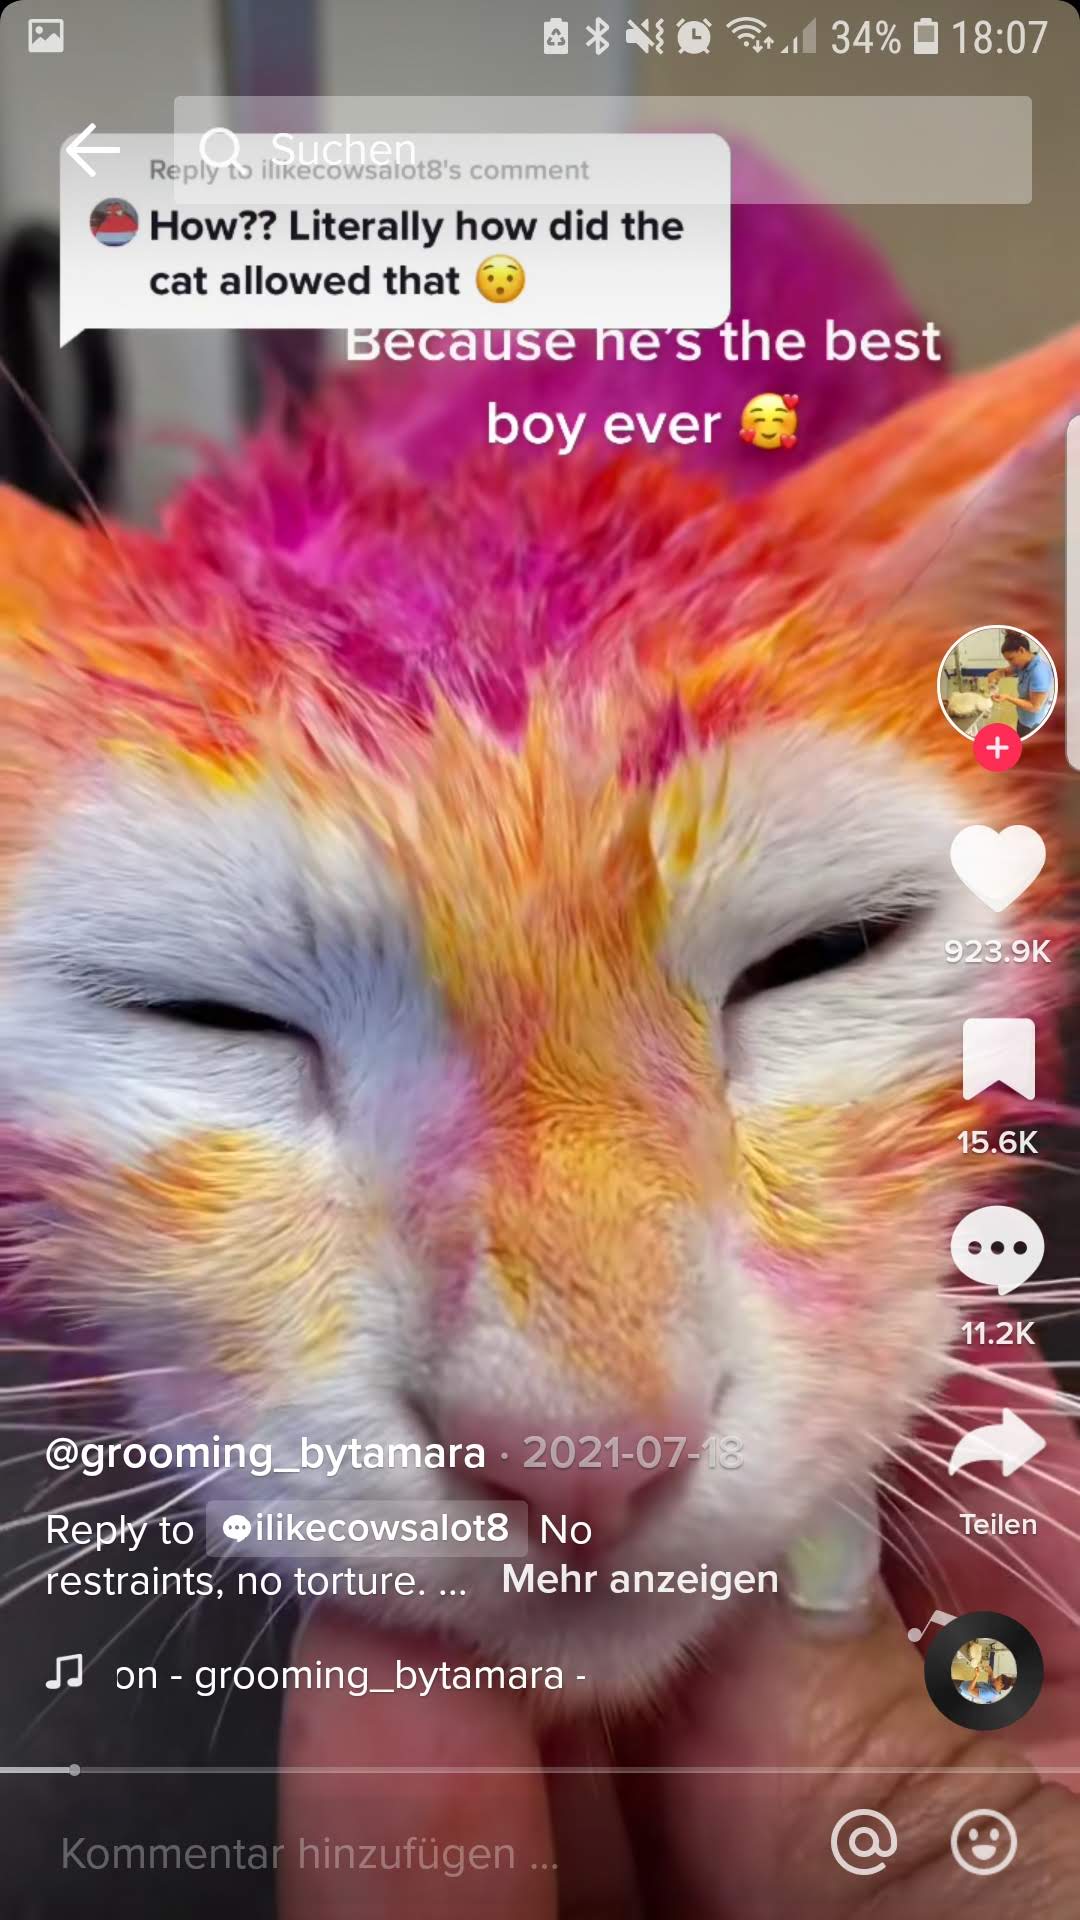 34% 18:07
Suchen
Reply to ilikecowsalot8's comment
How?? Literally how did the
cat allowed that 😯
Because he's the best
boy ever 🥰
923.9K
15.6K
11.2K
@grooming_bytamara · 2021-07-18
Reply to ilikecowsalot8 No
restraints, no torture. ... Mehr anzeigen
Teilen
on - grooming_bytamara -
Kommentar hinzufügen ...